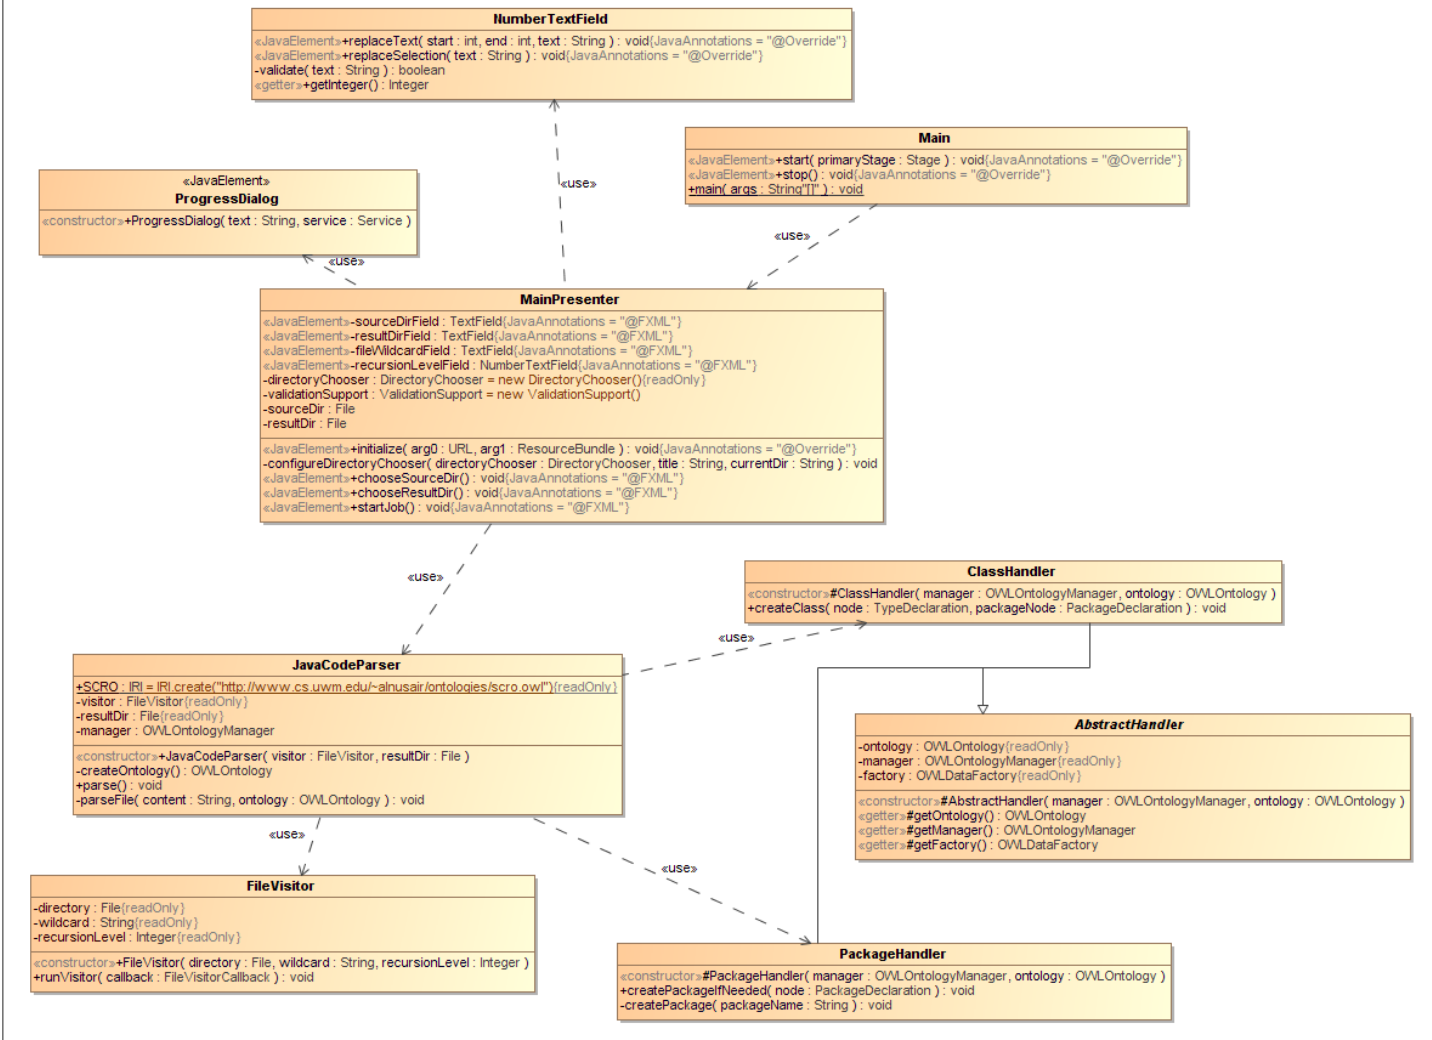 NumberTextField
«JavaElement»+replaceText( start : int, end : int, text : String ) : void{JavaAnnotations = "@Override"}
«JavaElement»+replaceSelection( text : String ) : void{JavaAnnotations = "@Override"}
-validate( text : String ) : boolean
«getter»+getInteger() : Integer
Main
«JavaElement»+start( primaryStage : Stage ) : void{JavaAnnotations = "@Override"}
«JavaElement»+stop() : void{JavaAnnotations = "@Override"}
+main( args : String"[]" ) : void
«use»
«JavaElement»
ProgressDialog
«constructor»+ProgressDialog( text : String, service : Service )
«use»
«use»
MainPresenter
«JavaElement»-sourceDirField : TextField{JavaAnnotations = "@FXML"}
«JavaElement»-resultDirField : TextField{JavaAnnotations = "@FXML"}
«JavaElement»-fileWildcardField : TextField{JavaAnnotations = "@FXML"}
«JavaElement»-recursionLevelField : NumberTextField{JavaAnnotations = "@FXML"}
-directoryChooser : DirectoryChooser = new DirectoryChooser(){readOnly}
-validationSupport : ValidationSupport = new ValidationSupport()
-sourceDir : File
-resultDir : File
«JavaElement»+initialize( arg0 : URL, arg1 : ResourceBundle ) : void{JavaAnnotations = "@Override"}
-configureDirectoryChooser( directoryChooser : DirectoryChooser, title : String, currentDir : String ) : void
«JavaElement»+chooseSourceDir() : void{JavaAnnotations = "@FXML"}
«JavaElement»+chooseResultDir() : void{JavaAnnotations = "@FXML"}
«JavaElement»+startJob() : void{JavaAnnotations = "@FXML"}
«use»
ClassHandler
«constructor»#ClassHandler( manager : OWLOntologyManager, ontology : OWLOntology )
+createClass( node : TypeDeclaration, packageNode : PackageDeclaration ) : void
«use»
JavaCodeParser
+SCRO : IRI = IRI.create("http://www.cs.uwm.edu/~alnusair/ontologies/scro.owl"){readOnly}
-visitor : FileVisitor{readOnly}
-resultDir : File{readOnly}
-manager : OWLOntologyManager
«constructor»+JavaCodeParser( visitor : FileVisitor, resultDir : File )
-createOntology() : OWLOntology
+parse() : void
-parseFile( content : String, ontology : OWLOntology ) : void
AbstractHandler
-ontology : OWLOntology{readOnly}
-manager : OWLOntologyManager{readOnly}
-factory : OWLDataFactory{readOnly}
«constructor»#AbstractHandler( manager : OWLOntologyManager, ontology : OWLOntology )
«getter»#getOntology() : OWLOntology
«getter»#getManager() : OWLOntologyManager
«getter»#getFactory() : OWLDataFactory
«use»
«use»
FileVisitor
-directory : File{readOnly}
-wildcard : String{readOnly}
-recursionLevel : Integer{readOnly}
«constructor»+FileVisitor( directory : File, wildcard : String, recursionLevel : Integer )
+runVisitor( callback : FileVisitorCallback ) : void
PackageHandler
«constructor»#PackageHandler( manager : OWLOntologyManager, ontology : OWLOntology )
+createPackageIfNeeded( node : PackageDeclaration ) : void
-createPackage( packageName : String ) : void